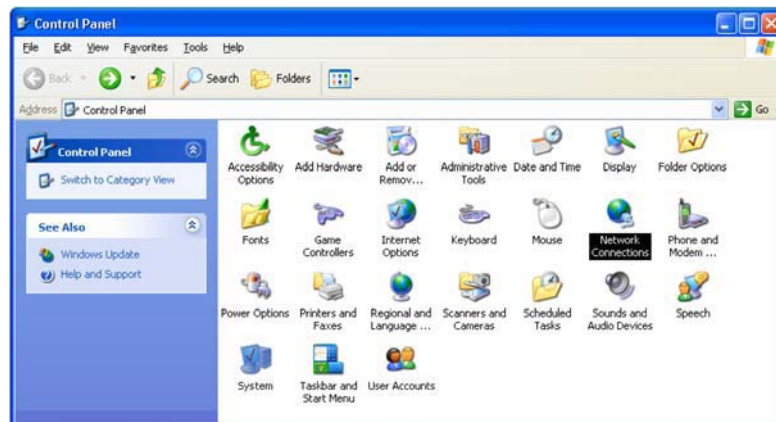 Control Panel
File Edit View Favorites Tools Help
Back Search Folders
Address Control Panel Go
Control Panel
Switch to Category View
See Also
Windows Update
Help and Support
Accessibility Options
Add Hardware
Add or Remov...
Administrative Tools
Date and Time
Display
Folder Options
Fonts
Game Controllers
Internet Options
Keyboard
Mouse
Network Connections
Phone and Modem ...
Power Options
Printers and Faxes
Regional and Language ...
Scanners and Cameras
Scheduled Tasks
Sounds and Audio Devices
Speech
System
Taskbar and Start Menu
User Accounts